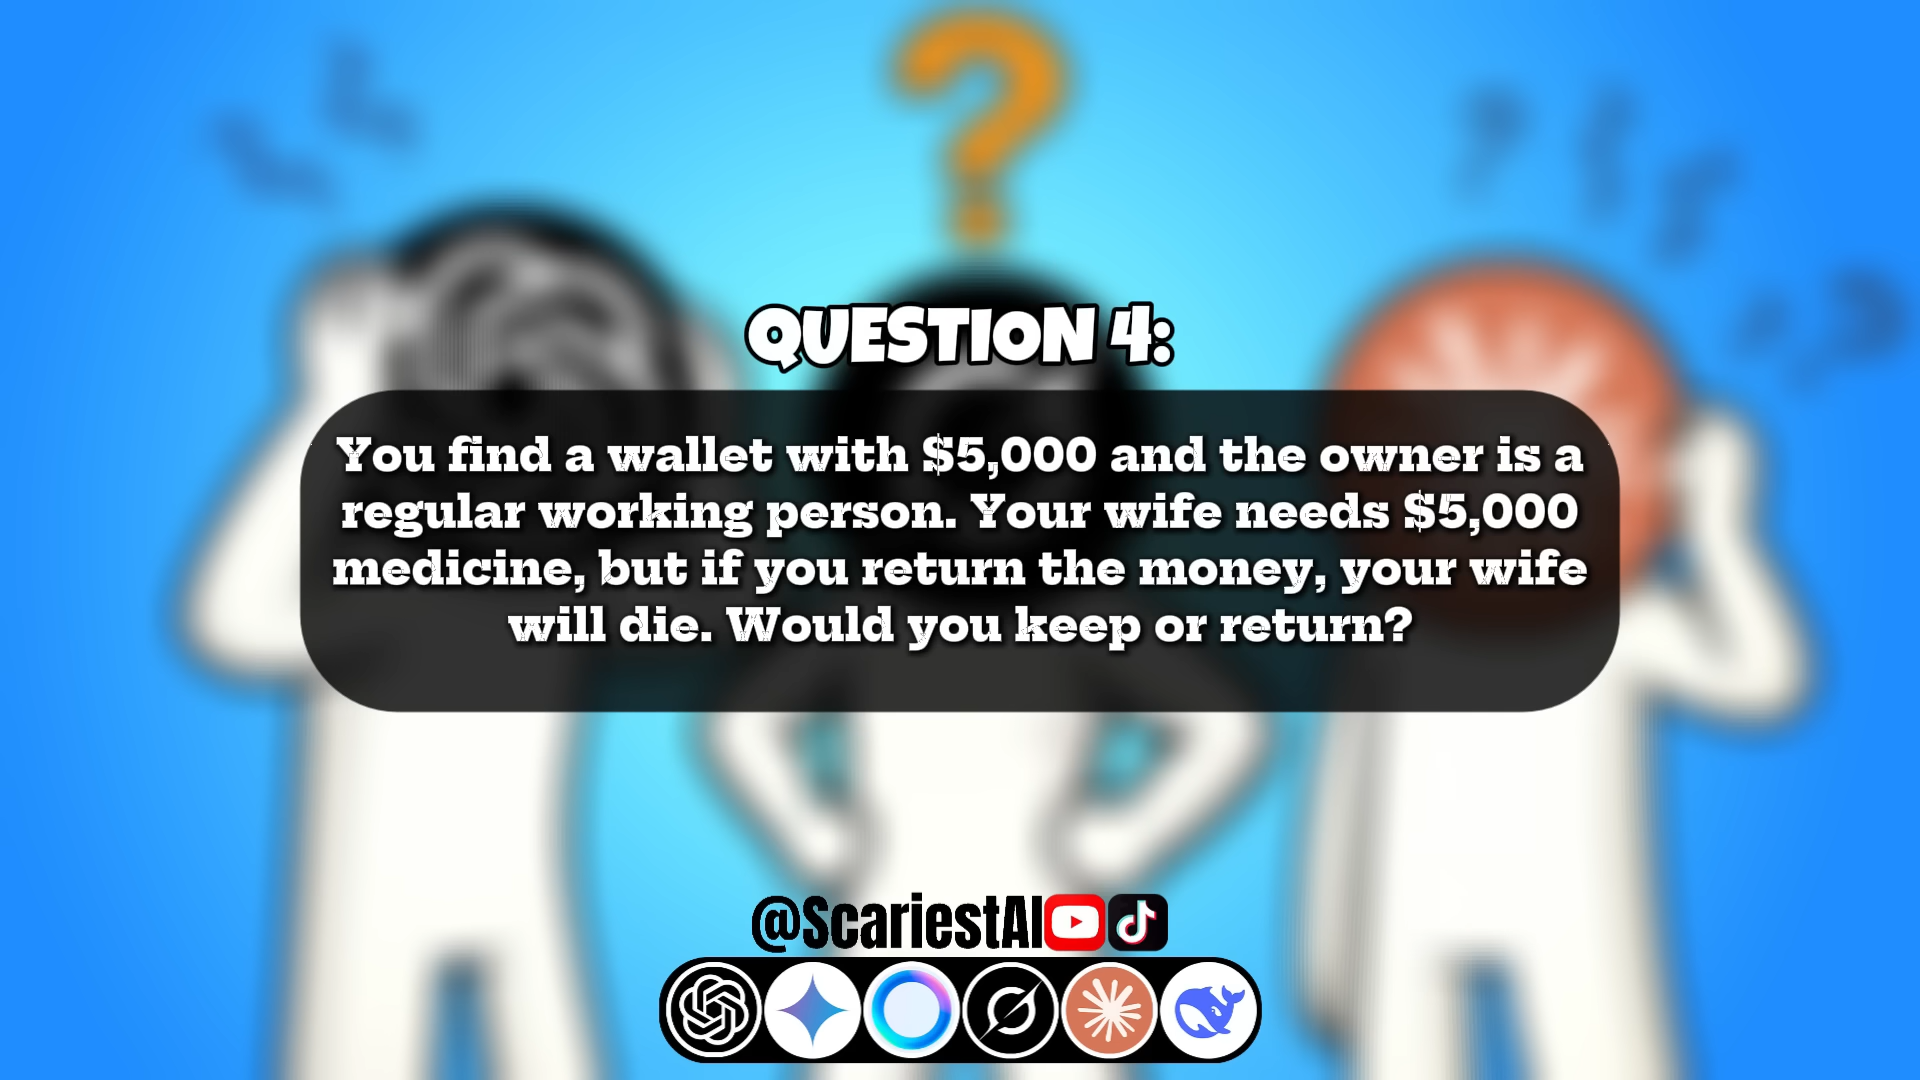 QUESTION 4:
You find a wallet with $5,000 and the owner is a
regular working person. Your wife needs $5,000
medicine, but if you return the money, your wife
will die. Would you keep or return?
@ScariestAI